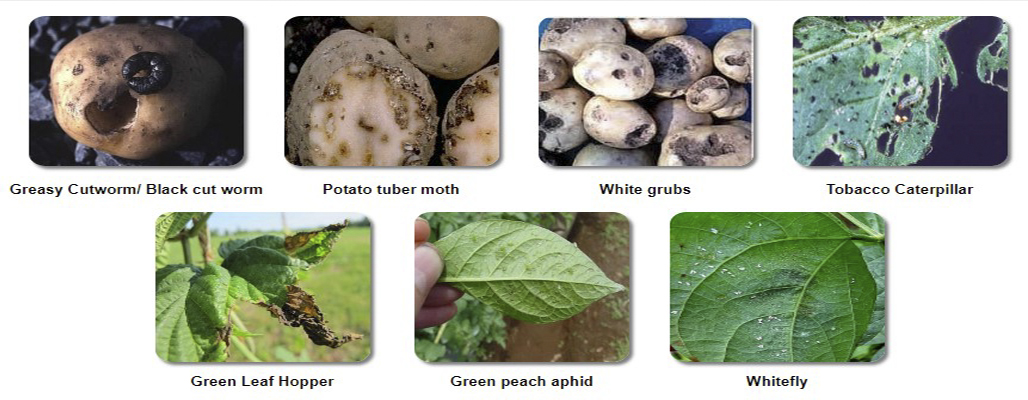 Greasy Cutworm/ Black cut worm
Potato tuber moth
White grubs
Tobacco Caterpillar
Green Leaf Hopper
Green peach aphid
Whitefly